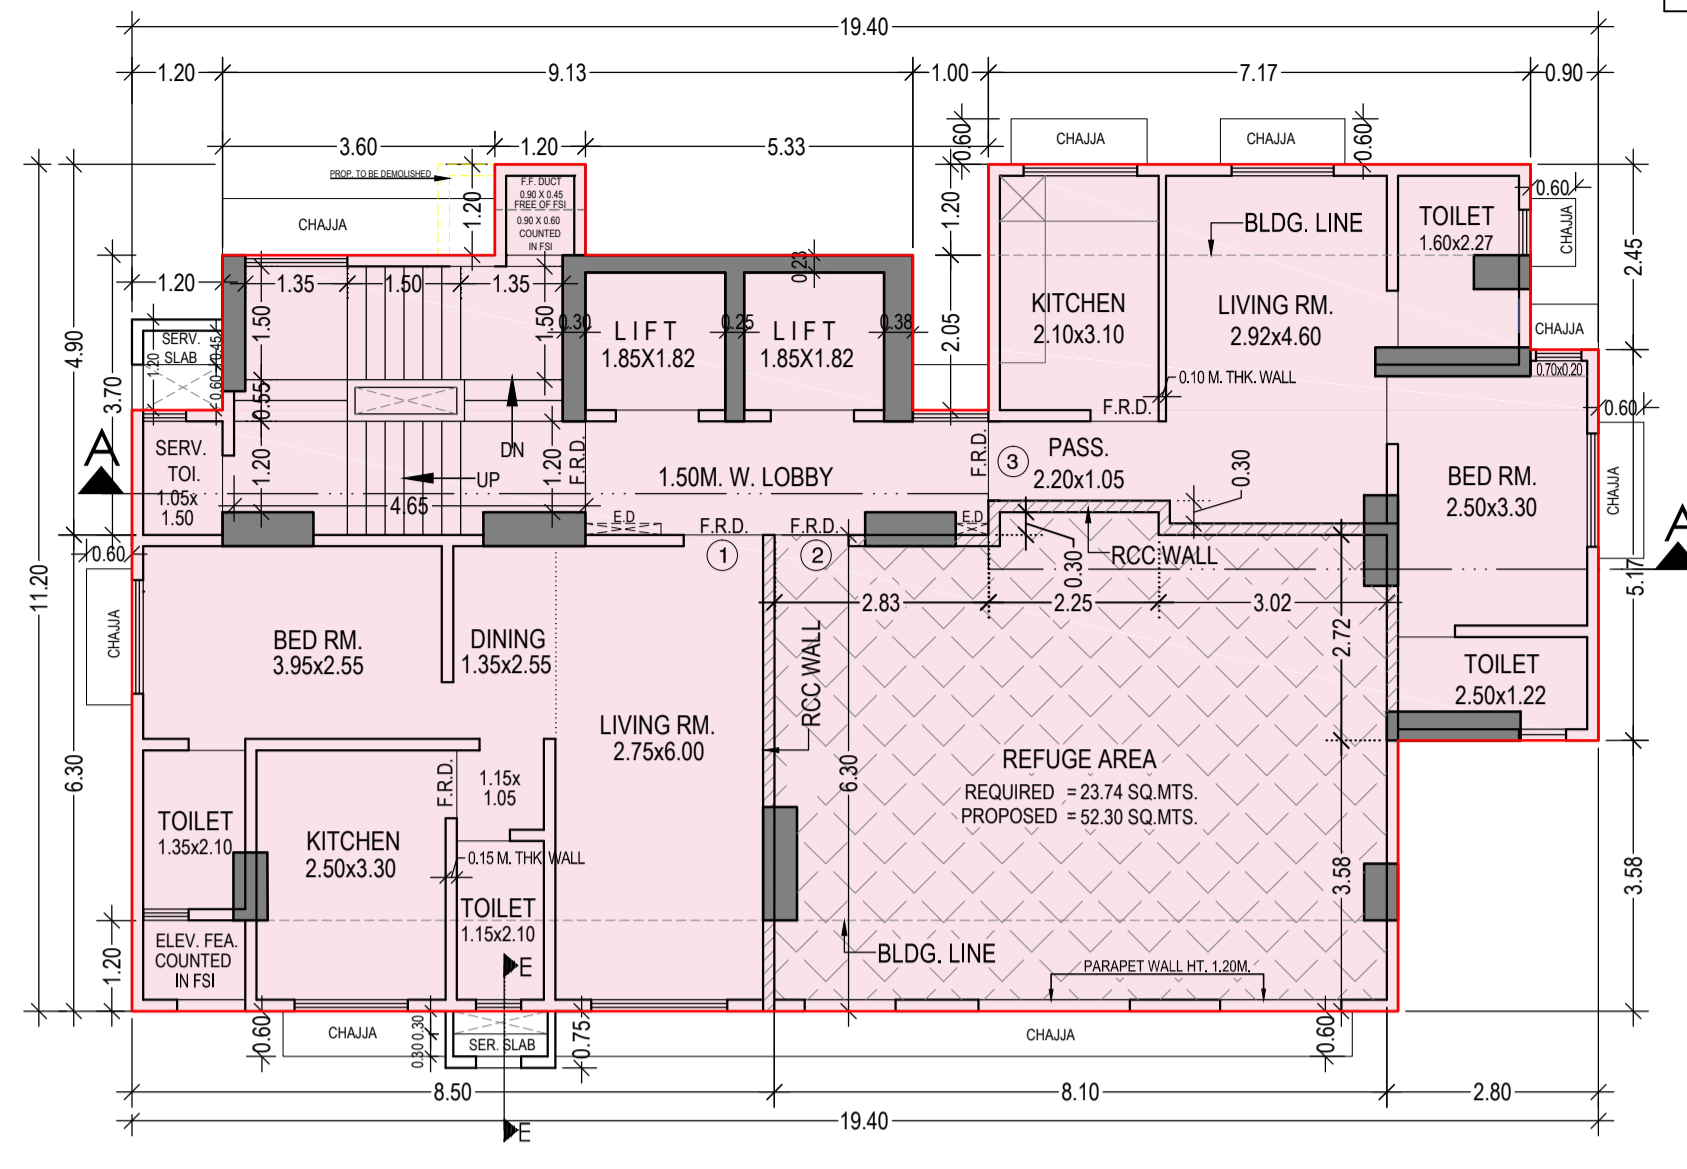 19.40
1.20
9.13
1.00
7.17
0.90
3.60
1.20
5.33
0.60
CHAJJA
CHAJJA
0.60
PROP. TO BE DEMOLISHED
1.20
F.F. DUCT
0.90 X 0.45
FREE OF FSI
0.90 X 0.60
COUNTED
IN FSI
CHAJJA
1.20
BLDG. LINE
TOILET
1.60x2.27
0.60
CHAJJA
2.45
1.20
1.35
1.50
1.35
0.23
1.50
1.50
0.30
LIFT
1.85X1.82
0.25
LIFT
1.85X1.82
0.38
2.05
KITCHEN
2.10x3.10
LIVING RM.
2.92x4.60
CHAJJA
0.70x0.20
4.90
3.70
SERV.
SLAB
1.20
0.45
0.60
0.55
0.10 M. THK. WALL
F.R.D.
0.60
A
SERV.
TOI.
1.05x
1.50
1.20
DN
UP
4.65
1.20
F.R.D.
1.50M. W. LOBBY
F.R.D.
3
PASS.
2.20x1.05
0.30
BED RM.
2.50x3.30
CHAJJA
A
E.D
F.R.D.
1
F.R.D.
2
0.30
RCC WALL
0.60
11.20
CHAJJA
BED RM.
3.95x2.55
DINING
1.35x2.55
2.83
2.25
3.02
2.72
5.17
RCC WALL
TOILET
2.50x1.22
LIVING RM.
2.75x6.00
6.30
6.30
REFUGE AREA
REQUIRED = 23.74 SQ.MTS.
PROPOSED = 52.30 SQ.MTS.
F.R.D.
1.15x
1.05
TOILET
1.35x2.10
KITCHEN
2.50x3.30
0.15 M. THK. WALL
3.58
3.58
TOILET
1.15x2.10
ELEV. FEA.
COUNTED
IN FSI
1.20
E
BLDG. LINE
PARAPET WALL HT. 1.20M.
0.60
CHAJJA
0.30
0.30
SER. SLAB
0.75
CHAJJA
0.60
8.50
8.10
2.80
19.40
E